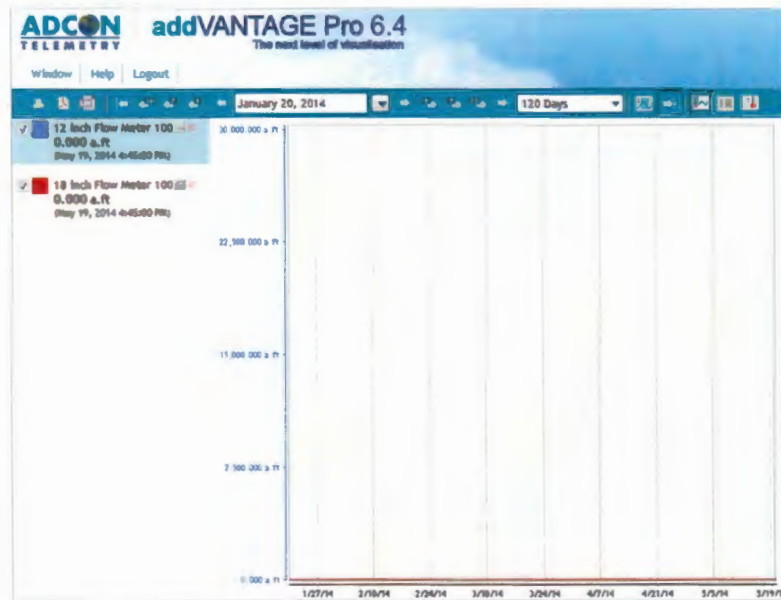 ADCON addVANTAGE Pro 6.4
TELEMETRY The next level of visualisation
Window Help Logout
January 20, 2014 120 Days
12 inch Flow Meter 100
0.000 a.ft
(May 19, 2014 4:45:00 PM)
18 inch Flow Meter 100
0.000 a.ft
(May 19, 2014 4:45:00 PM)
30 000.000 a ft
22,500 000 a ft
15 000 000 a ft
7 500 000 a ft
0 000 a ft
1/27/14 2/10/14 2/24/14 3/10/14 3/24/14 4/7/14 4/21/14 5/5/14 5/19/1